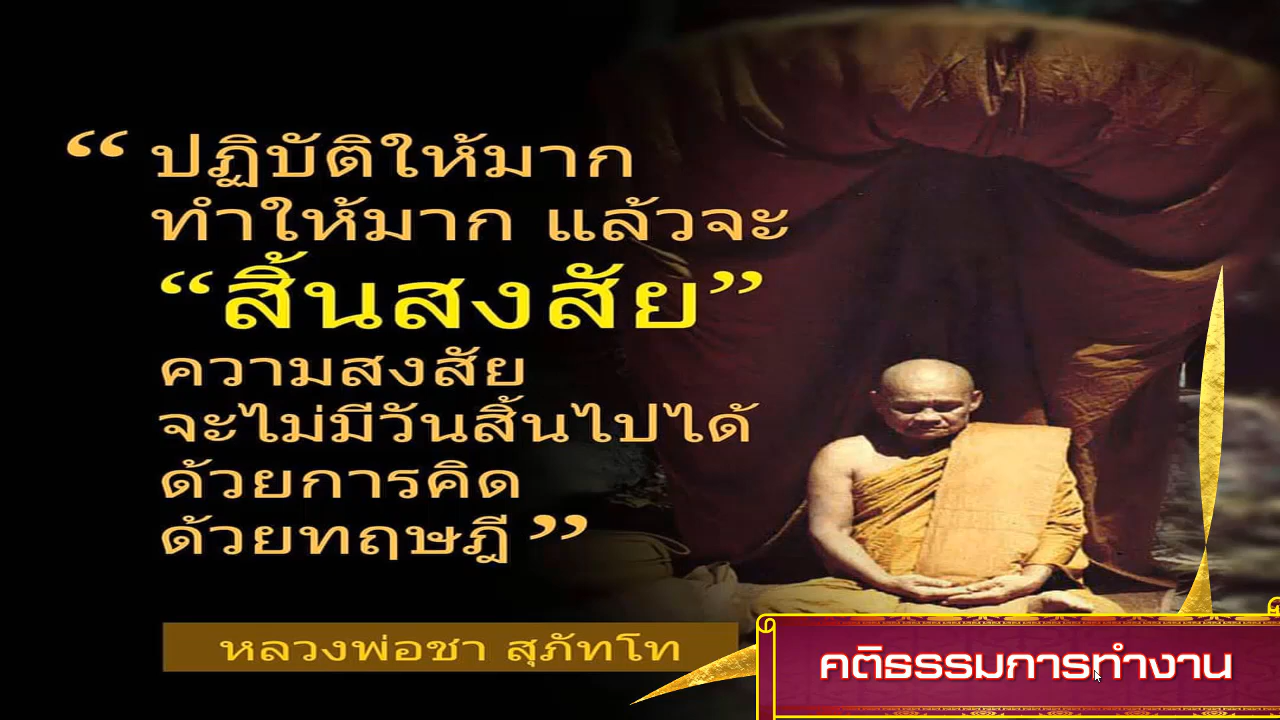 “ ปฏิบัติให้มาก
ทำให้มาก แล้วจะ
“สิ้นสงสัย”
ความสงสัย
จะไม่มีวันสิ้นไปได้
ด้วยการคิด
ด้วยทฤษฎี ”
หลวงพ่อชา สุภัทโท
คติธรรมการทำงาน